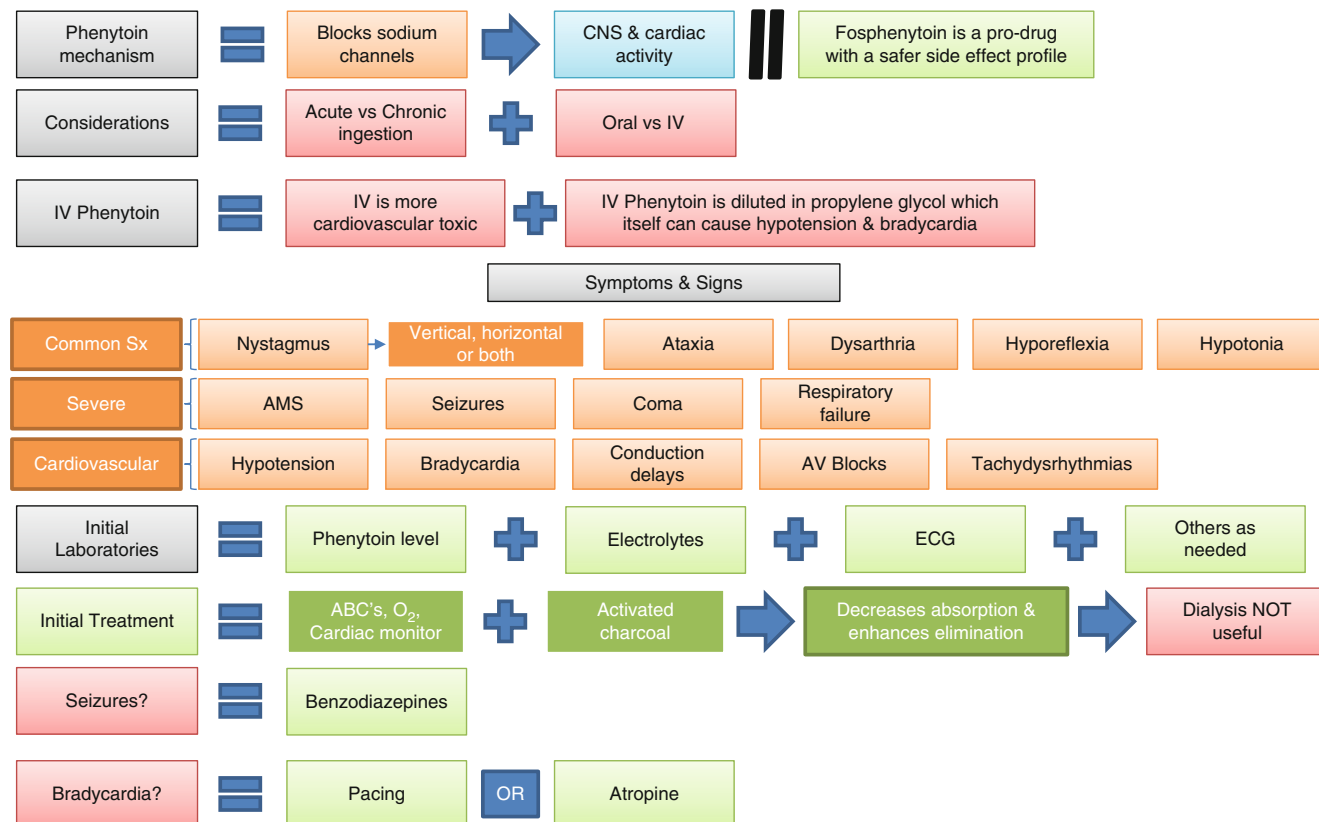 Phenytoin
mechanism
Blocks sodium
channels
CNS & cardiac
activity
Fosphenytoin is a pro-drug
with a safer side effect profile
Considerations
Acute vs Chronic
ingestion
Oral vs IV
IV Phenytoin
IV is more
cardiovascular toxic
IV Phenytoin is diluted in propylene glycol which
itself can cause hypotension & bradycardia
Symptoms & Signs
Common Sx
Nystagmus
Vertical, horizontal
or both
Ataxia
Dysarthria
Hyporeflexia
Hypotonia
Severe
AMS
Seizures
Coma
Respiratory
failure
Cardiovascular
Hypotension
Bradycardia
Conduction
delays
AV Blocks
Tachydysrhythmias
Initial
Laboratories
Phenytoin level
Electrolytes
ECG
Others as
needed
Initial Treatment
ABC's, O₂,
Cardiac monitor
Activated
charcoal
Decreases absorption &
enhances elimination
Dialysis NOT
useful
Seizures?
Benzodiazepines
Bradycardia?
Pacing
OR
Atropine